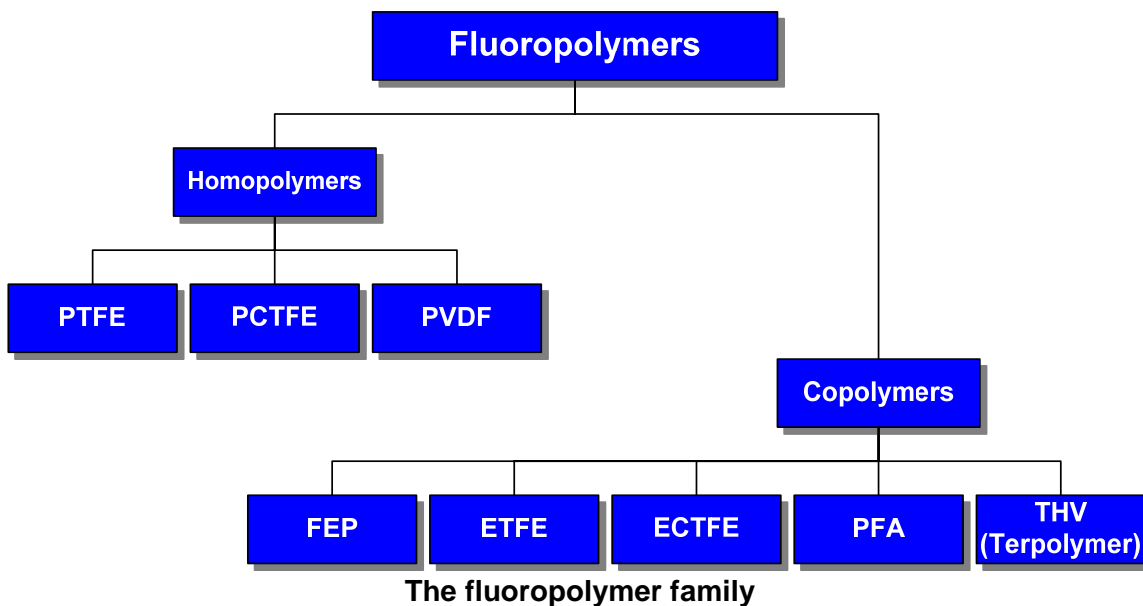 Fluoropolymers
Homopolymers
PTFE
PCTFE
PVDF
Copolymers
FEP
ETFE
ECTFE
PFA
THV
(Terpolymer)
The fluoropolymer family